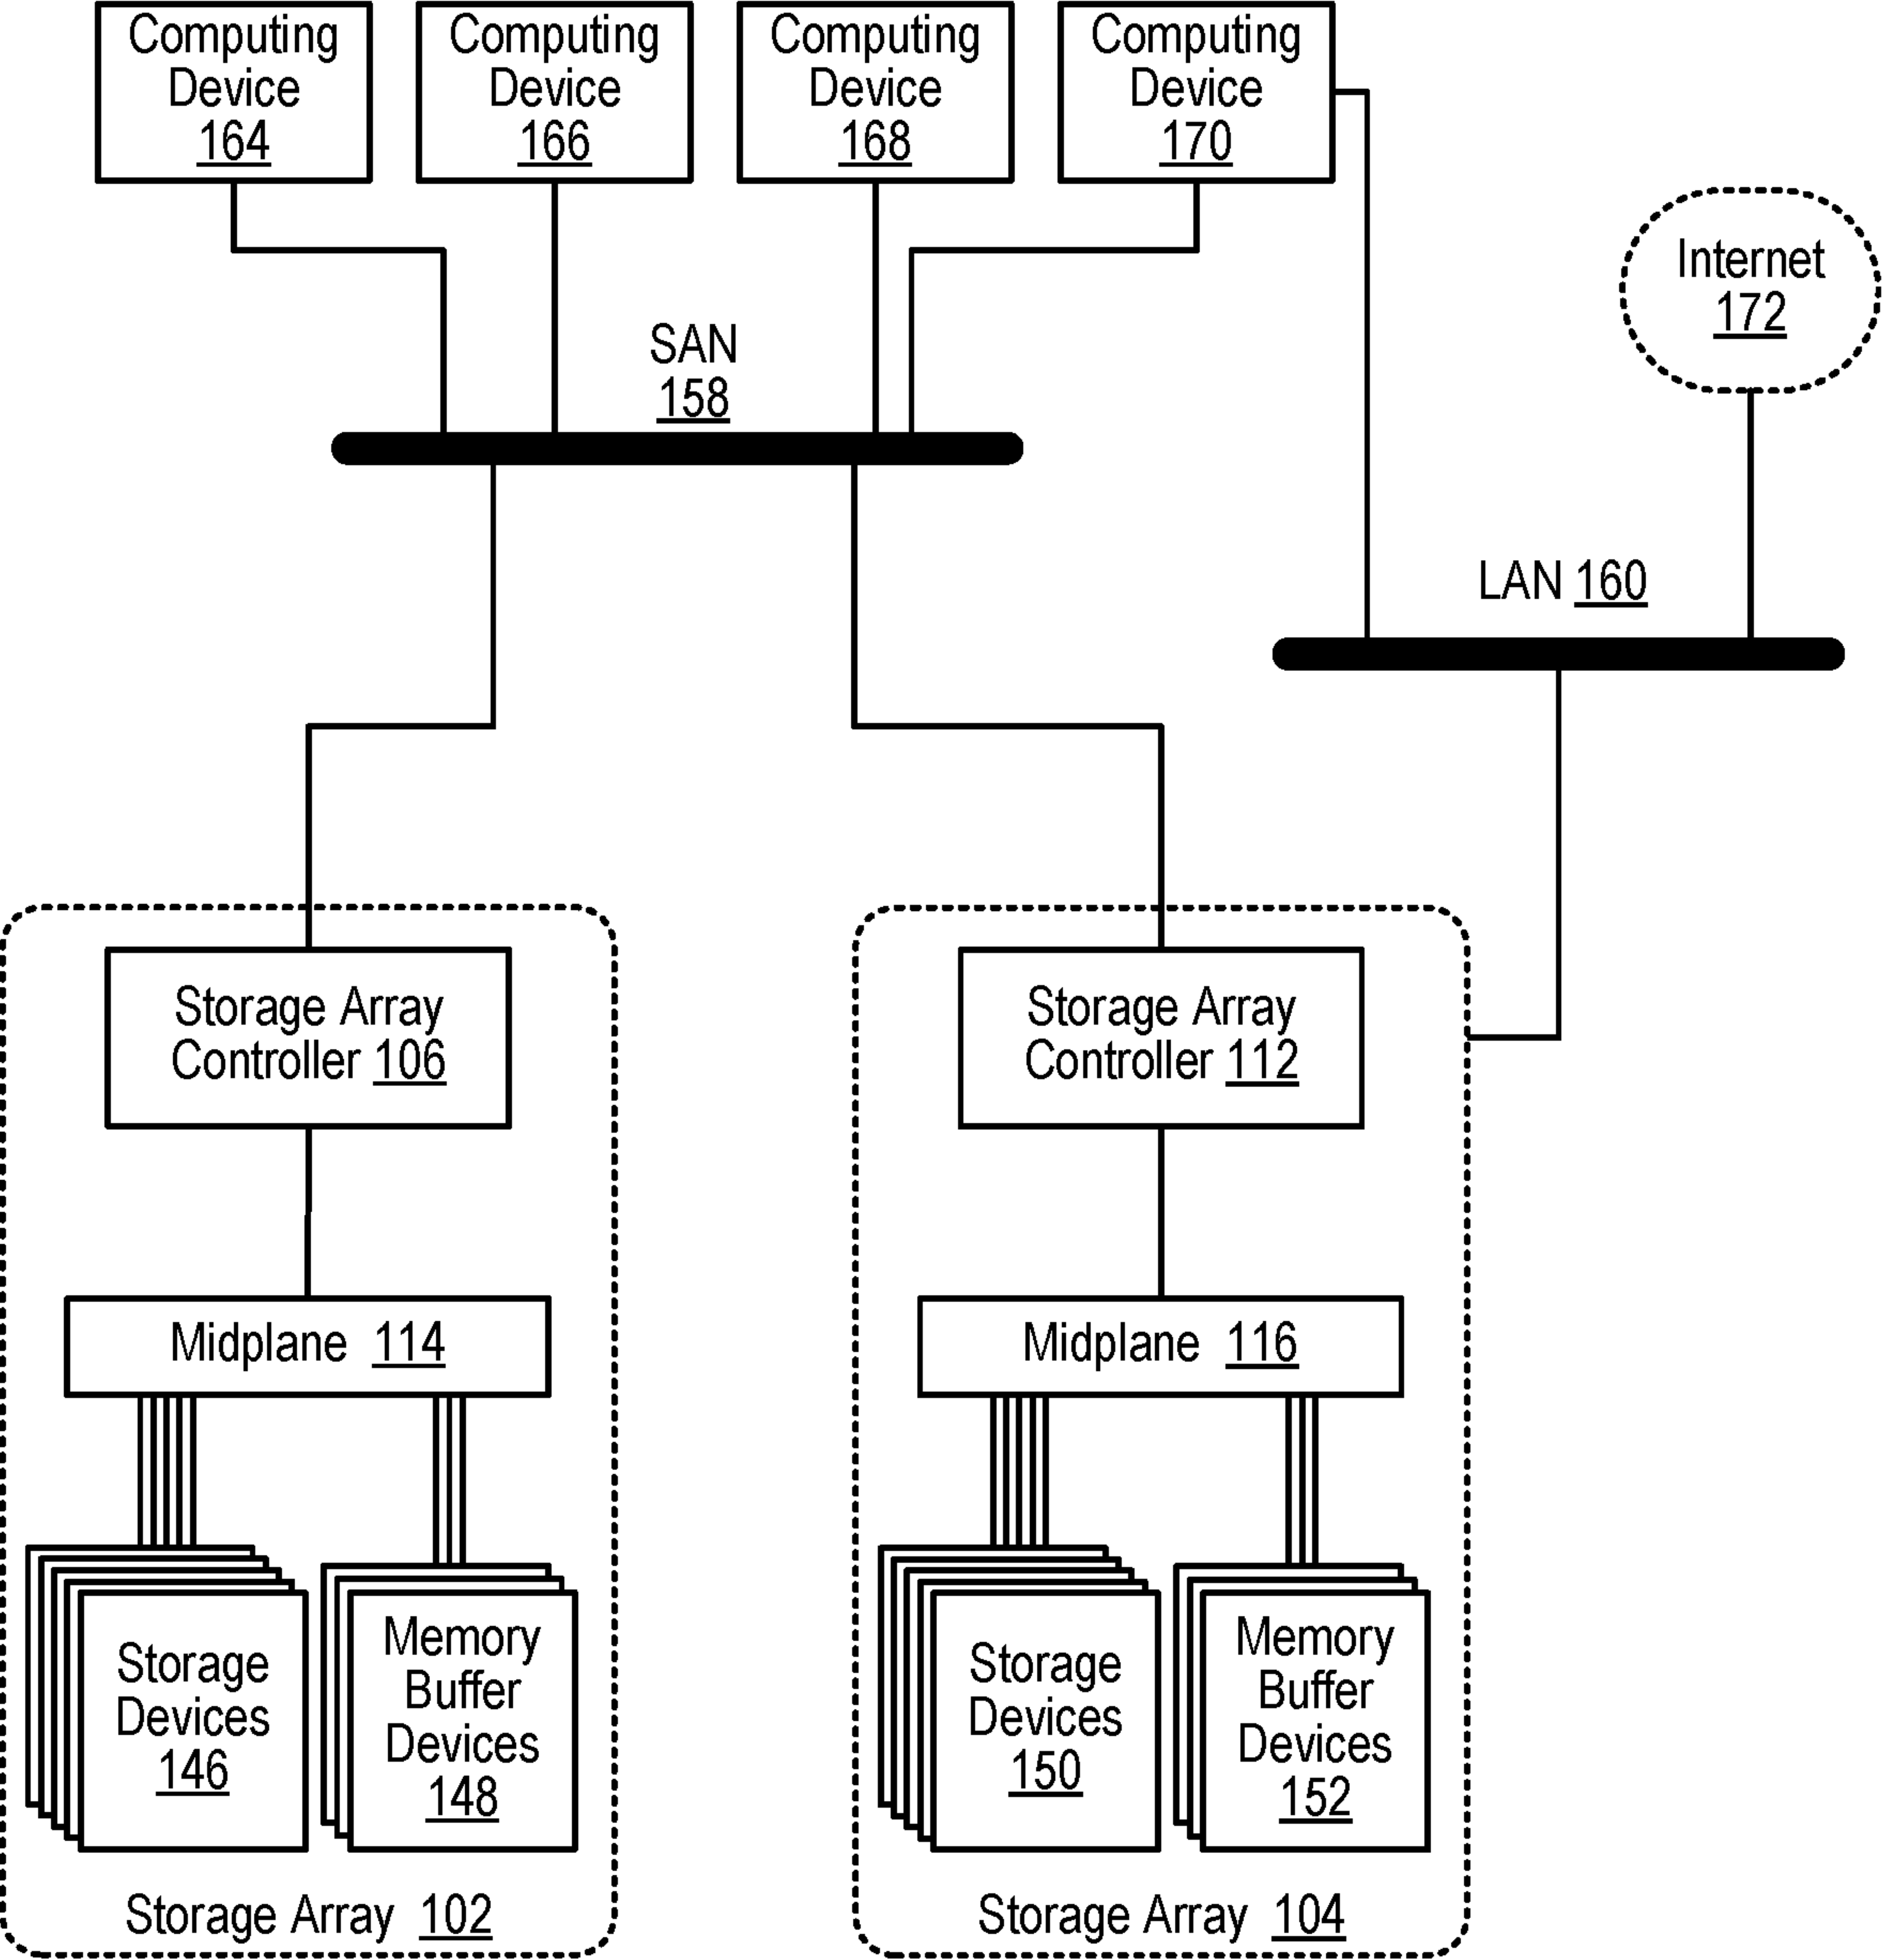 Computing
Device
164
Computing
Device
166
Computing
Device
168
Computing
Device
170
Internet
172
SAN
158
LAN 160
Storage Array
Controller 106
Storage Array
Controller 112
Midplane 114
Midplane 116
Storage
Devices
146
Memory
Buffer
Devices
148
Storage
Devices
150
Memory
Buffer
Devices
152
Storage Array 102
Storage Array 104